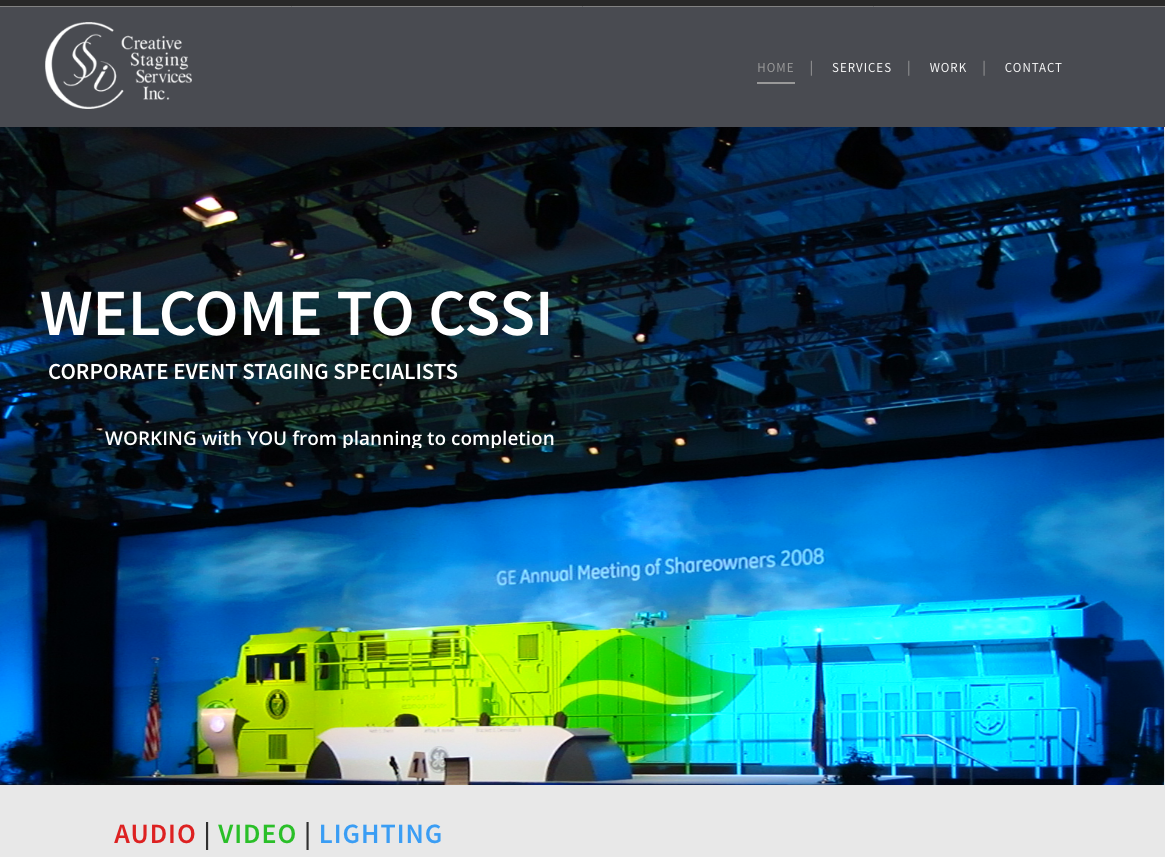 Creative
Staging
Services
Inc.
HOME | SERVICES | WORK | CONTACT
WELCOME TO CSSI
CORPORATE EVENT STAGING SPECIALISTS
WORKING with YOU from planning to completion
GE Annual Meeting of Shareowners 2008
AUDIO | VIDEO | LIGHTING